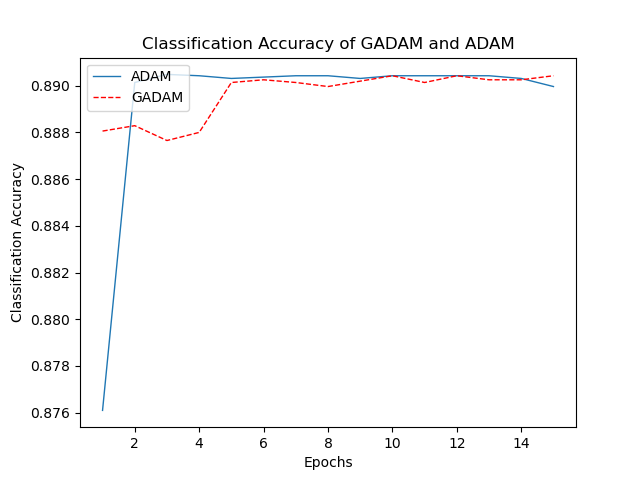 Classification Accuracy of GADAM and ADAM
ADAM
GADAM
0.890
0.888
0.886
0.884
0.882
0.880
0.878
0.876
Classification Accuracy
2 4 6 8 10 12 14
Epochs